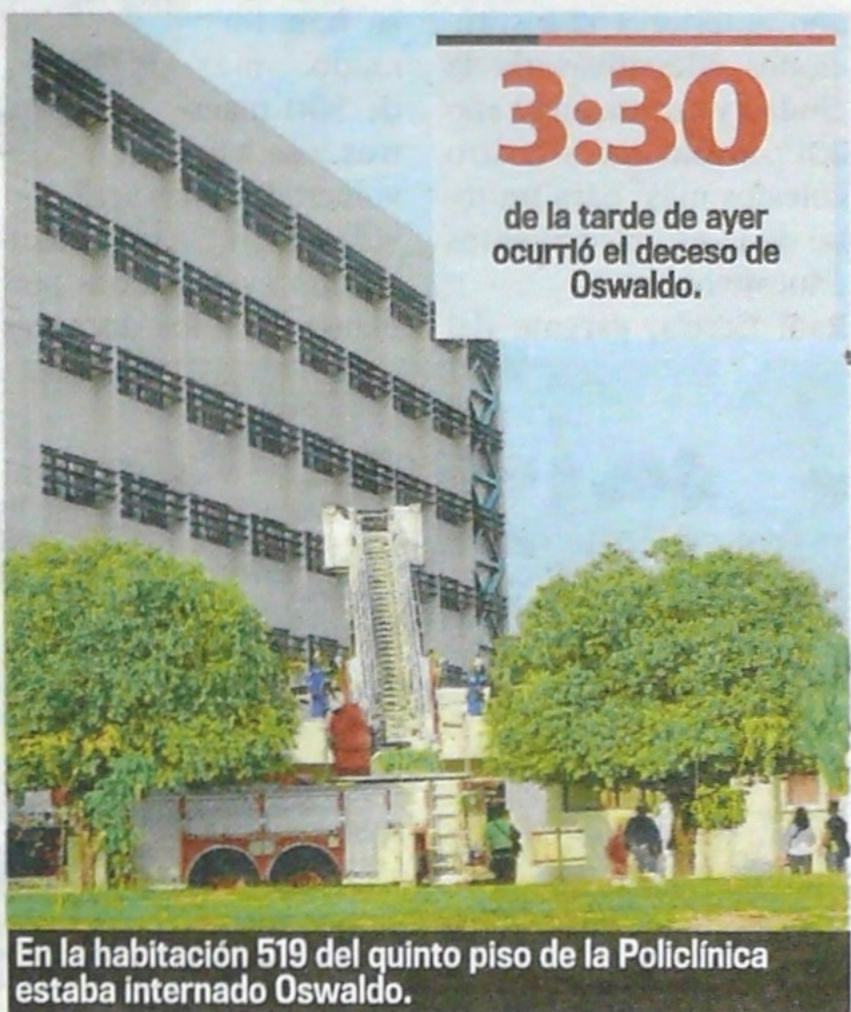 3:30
de la tarde de ayer
ocurrió el deceso de
Oswaldo.
En la habitación 519 del quinto piso de la Policlínica
estaba internado Oswaldo.